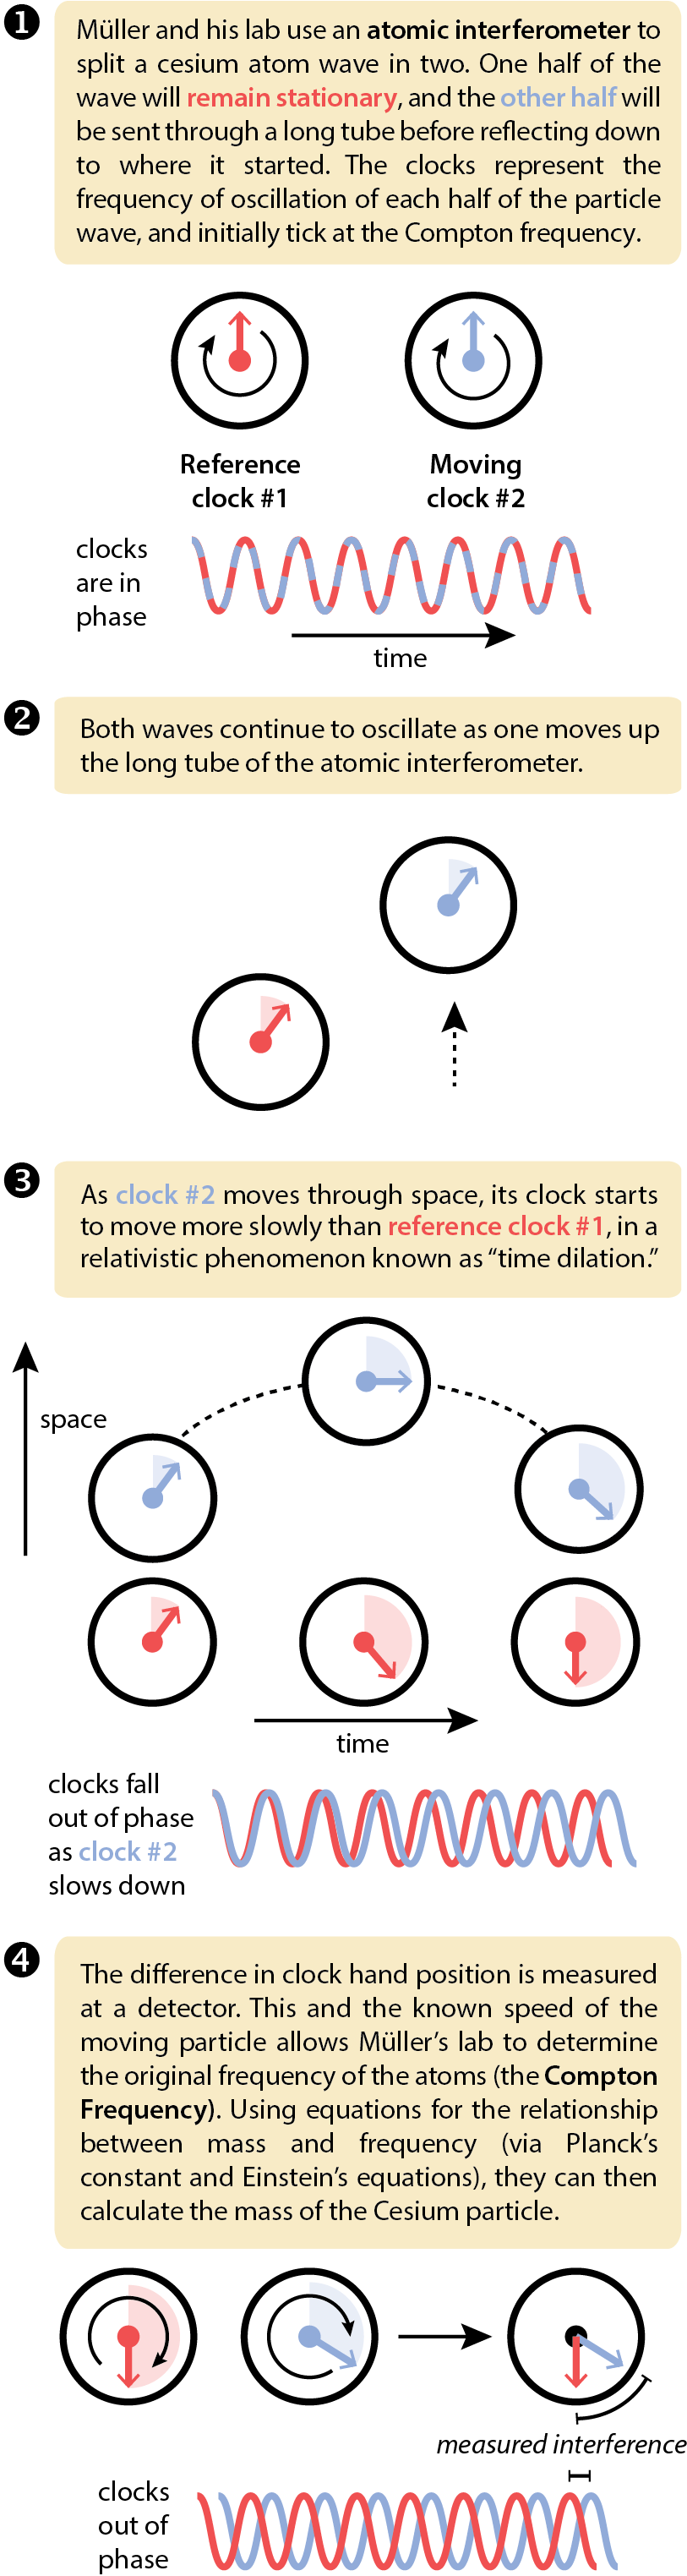 1
Müller and his lab use an atomic interferometer to
split a cesium atom wave in two. One half of the
wave will remain stationary, and the other half will
be sent through a long tube before reflecting down
to where it started. The clocks represent the
frequency of oscillation of each half of the particle
wave, and initially tick at the Compton frequency.
Reference
clock #1
Moving
clock #2
clocks
are in
phase
time
2
Both waves continue to oscillate as one moves up
the long tube of the atomic interferometer.
3
As clock #2 moves through space, its clock starts
to move more slowly than reference clock #1, in a
relativistic phenomenon known as “time dilation.”
space
time
clocks fall
out of phase
as clock #2
slows down
4
The difference in clock hand position is measured
at a detector. This and the known speed of the
moving particle allows Müller’s lab to determine
the original frequency of the atoms (the Compton
Frequency). Using equations for the relationship
between mass and frequency (via Planck’s
constant and Einstein’s equations), they can then
calculate the mass of the Cesium particle.
measured interference
clocks
out of
phase